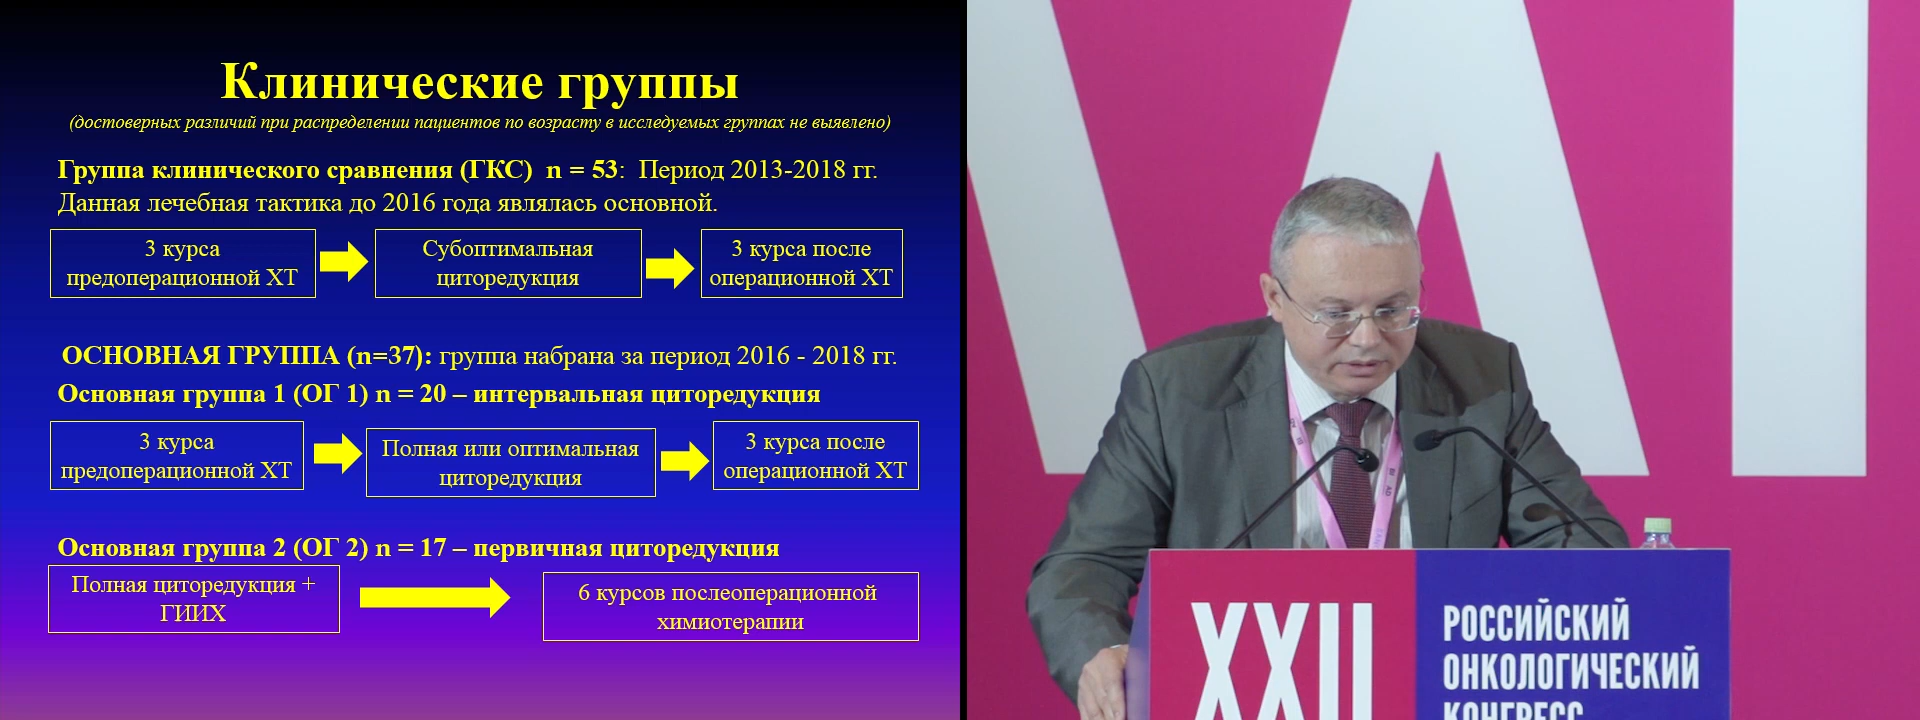 Клинические группы
(достоверных различий при распределении пациентов по возрасту в исследуемых группах не выявлено)
Группа клинического сравнения (ГКС) n = 53: Период 2013-2018 гг.
Данная лечебная тактика до 2016 года являлась основной.
3 курса
предоперационной ХТ
Субоптимальная
циторедукция
3 курса после
операционной ХТ
ОСНОВНАЯ ГРУППА (n=37): группа набрана за период 2016 - 2018 гг.
Основная группа 1 (ОГ 1) n = 20 – интервальная циторедукция
3 курса
предоперационной ХТ
Полная или оптимальная
циторедукция
3 курса после
операционной ХТ
Основная группа 2 (ОГ 2) n = 17 – первичная циторедукция
Полная циторедукция +
ГИИХ
6 курсов послеоперационной
химиотерапии
XXII
РОССИЙСКИЙ
ОНКОЛОГИЧЕСКИЙ
КОНГРЕСС